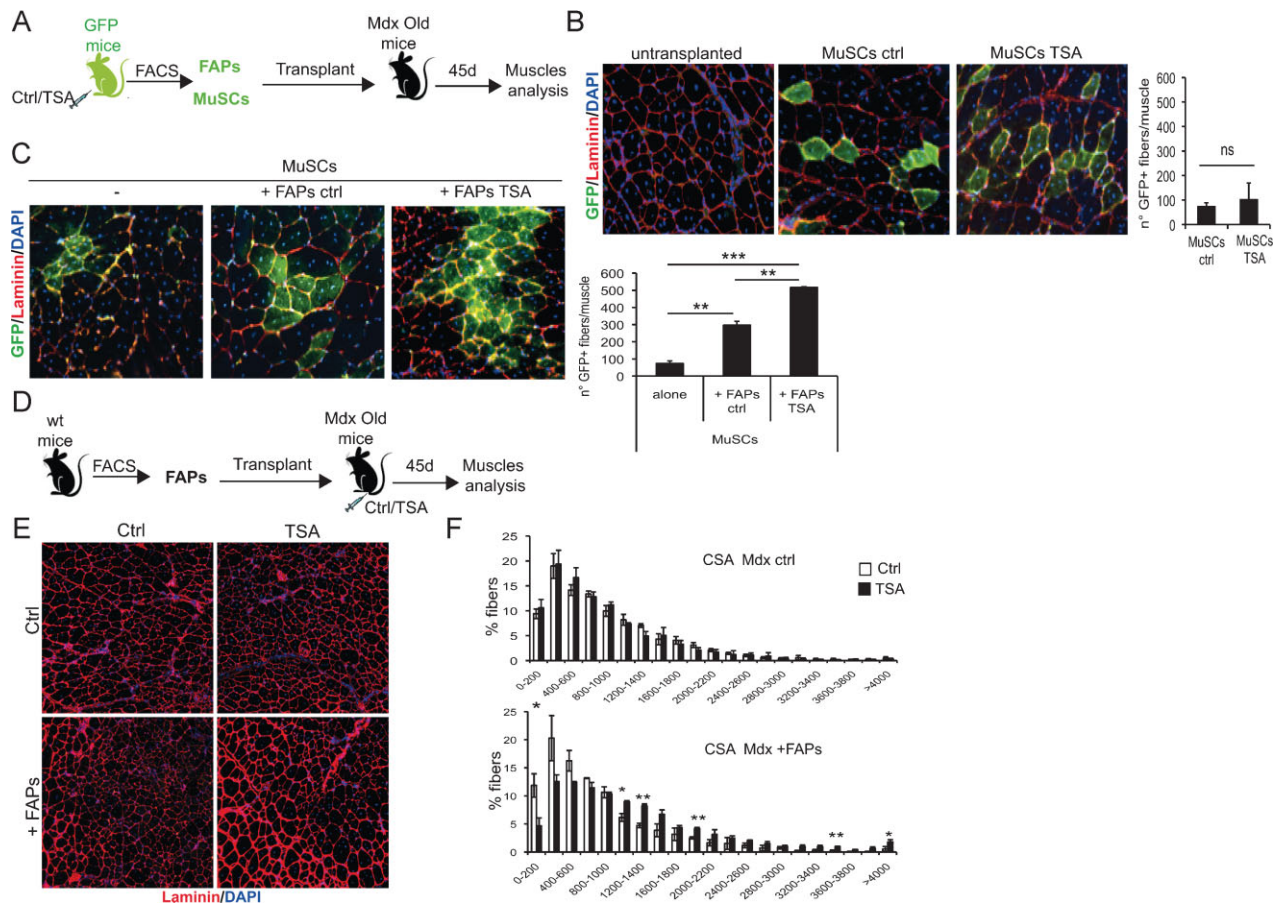 A
GFP
mice
Ctrl/TSA
FACS
FAPs
MuSCs
Transplant
Mdx Old
mice
45d
Muscles
analysis
B
untransplanted
MuSCs ctrl
MuSCs TSA
GFP/Laminin/DAPI
n° GFP+ fibers/muscle
600
500
400
300
200
100
0
ns
MuSCs
ctrl
MuSCs
TSA
C
MuSCs
-
+ FAPs ctrl
+ FAPs TSA
GFP/Laminin/DAPI
n° GFP+ fibers/muscle
600
500
400
300
200
100
0
***
**
**
alone
+ FAPs
ctrl
+ FAPs
TSA
MuSCs
D
wt
mice
FACS
FAPs
Transplant
Mdx Old
mice
Ctrl/TSA
45d
Muscles
analysis
E
Ctrl
TSA
Ctrl
+ FAPs
Laminin/DAPI
F
CSA Mdx ctrl
Ctrl
TSA
% fibers
25
20
15
10
5
0
0-200
400-600
800-1000
1200-1400
1600-1800
2000-2200
2400-2600
2800-3000
3200-3400
3600-3800
>4000
CSA Mdx +FAPs
% fibers
25
20
15
10
5
0
*
*
**
**
**
*
0-200
400-600
800-1000
1200-1400
1600-1800
2000-2200
2400-2600
2800-3000
3200-3400
3600-3800
>4000